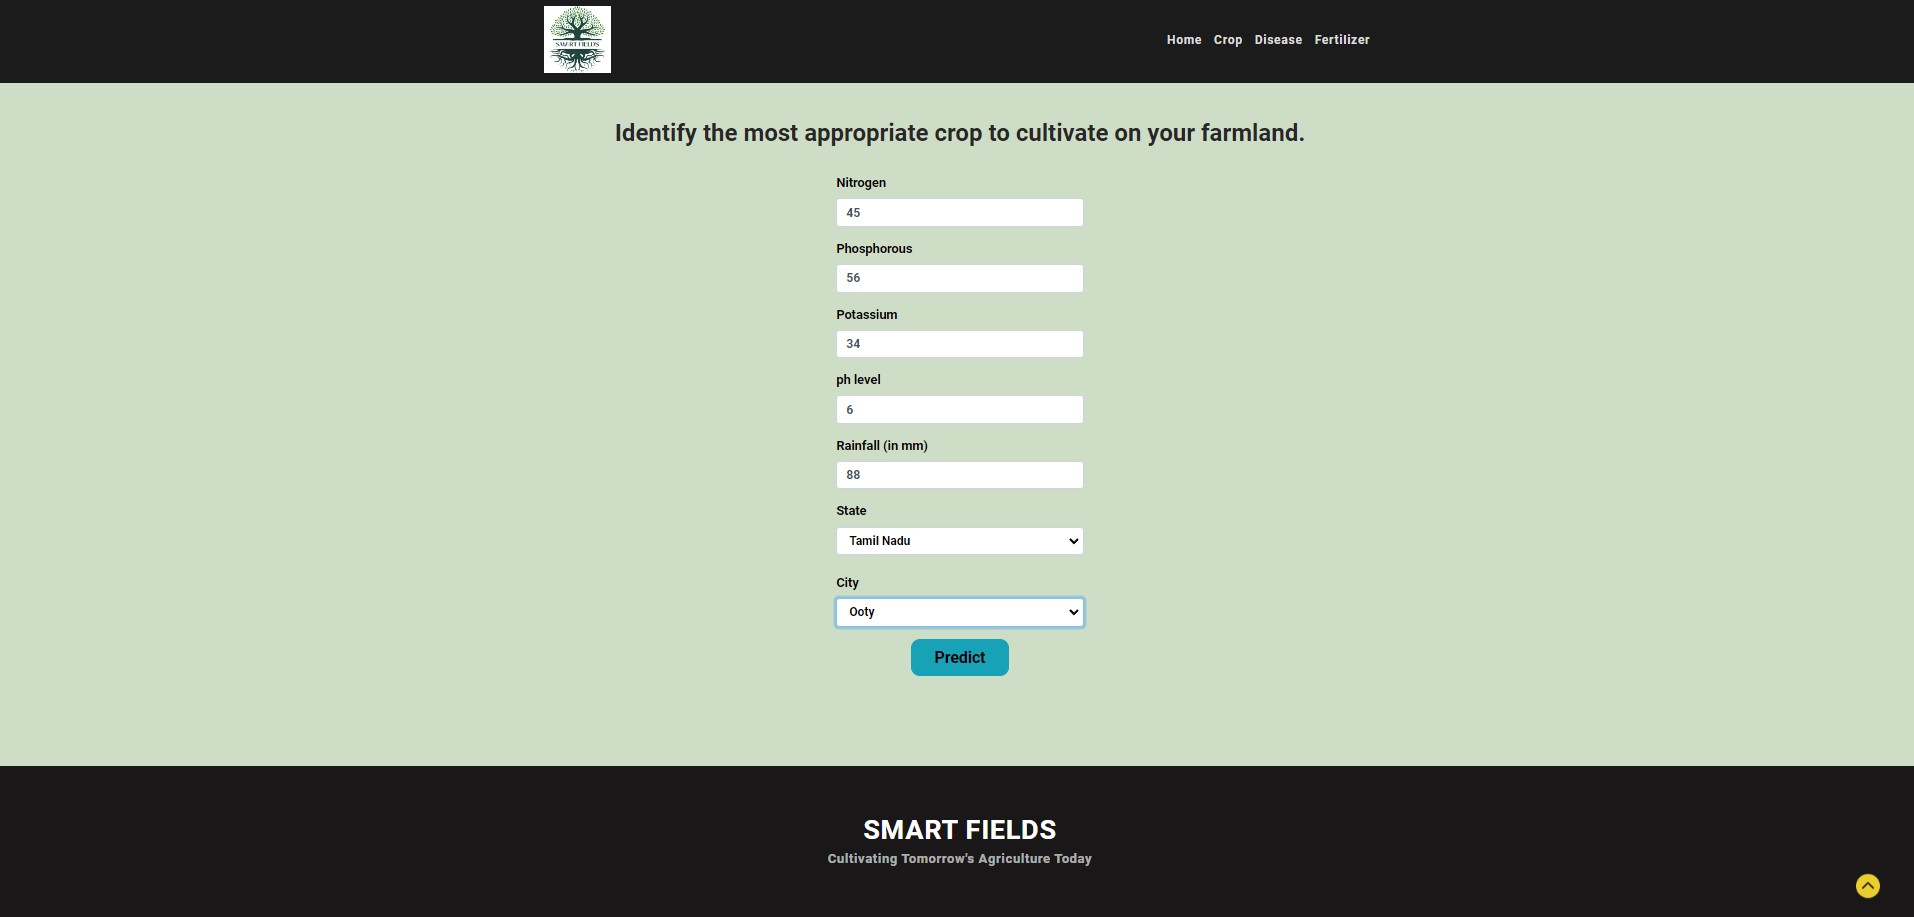 SMART FIELDS
Home Crop Disease Fertilizer
Identify the most appropriate crop to cultivate on your farmland.
Nitrogen
45
Phosphorous
56
Potassium
34
ph level
6
Rainfall (in mm)
88
State
Tamil Nadu
City
Ooty
Predict
SMART FIELDS
Cultivating Tomorrow's Agriculture Today